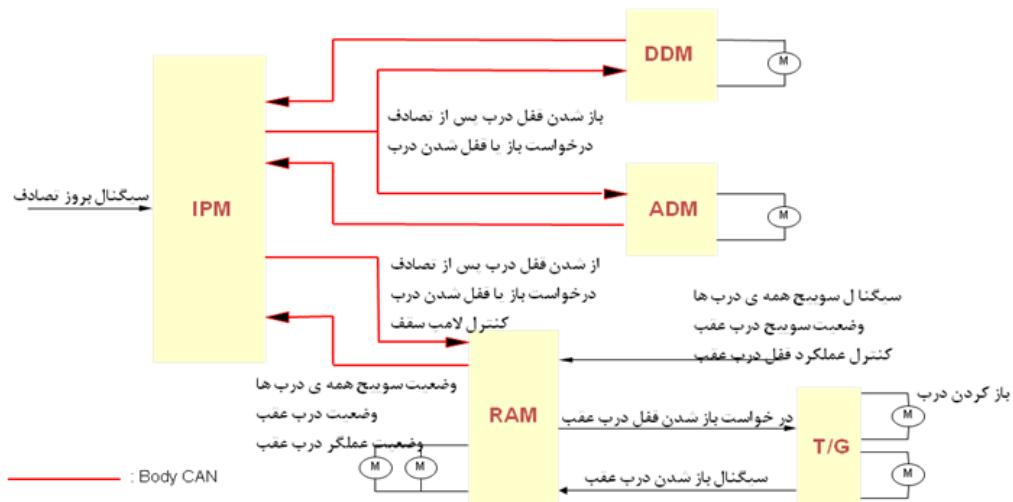 DDM
M
باز شدن قفل درب پس از تصادف
درخواست باز یا قفل شدن درب
سیگنال بروز تصادف
IPM
ADM
M
از شدن قفل درب پس از تصادف
درخواست باز یا قفل شدن درب
کنترل لامپ سقف
سیگنال سوییچ همه ی درب ها
وضعیت سوییچ درب عقب
کنترل عملکرد قفل درب عقب
وضعیت سوییچ همه ی درب ها
وضعیت درب عقب
وضعیت عملگر درب عقب
RAM
M
M
در خواست باز شدن قفل درب عقب
سیگنال باز شدن درب عقب
T/G
باز کردن درب
M
M
: Body CAN